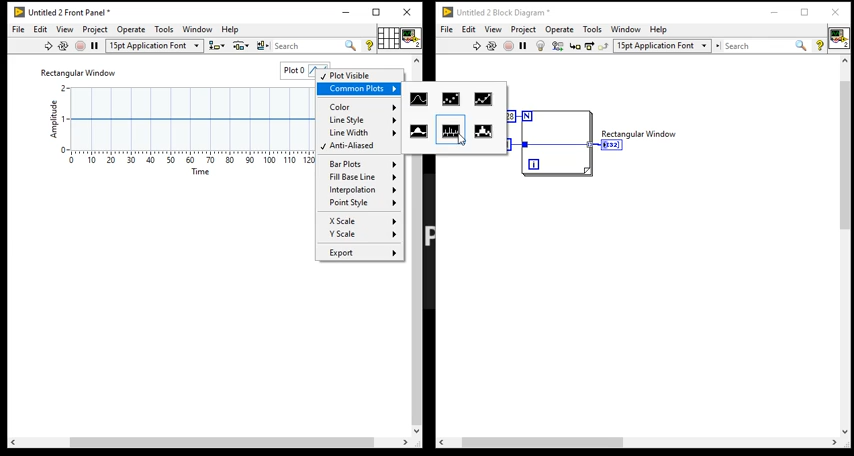 Untitled 2 Front Panel *
File Edit View Project Operate Tools Window Help
15pt Application Font
Search
2
Rectangular Window
Plot 0
Amplitude
2
1
0
0 10 20 30 40 50 60 70 80 90 100 110 120
Time
Plot Visible
Common Plots
Color
Line Style
Line Width
Anti-Aliased
Bar Plots
Fill Base Line
Interpolation
Point Style
X Scale
Y Scale
Export
Untitled 2 Block Diagram *
File Edit View Project Operate Tools Window Help
15pt Application Font
Search
2
28
N
i
Rectangular Window
[I32]
P